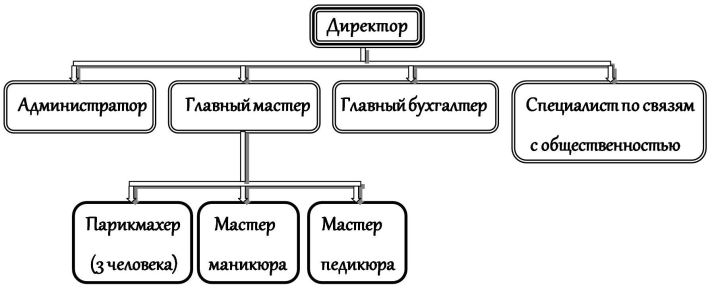 Директор
Администратор
Главный мастер
Главный бухгалтер
Специалист по связям
с общественностью
Парикмахер
(3 человека)
Мастер
маникюра
Мастер
педикюра